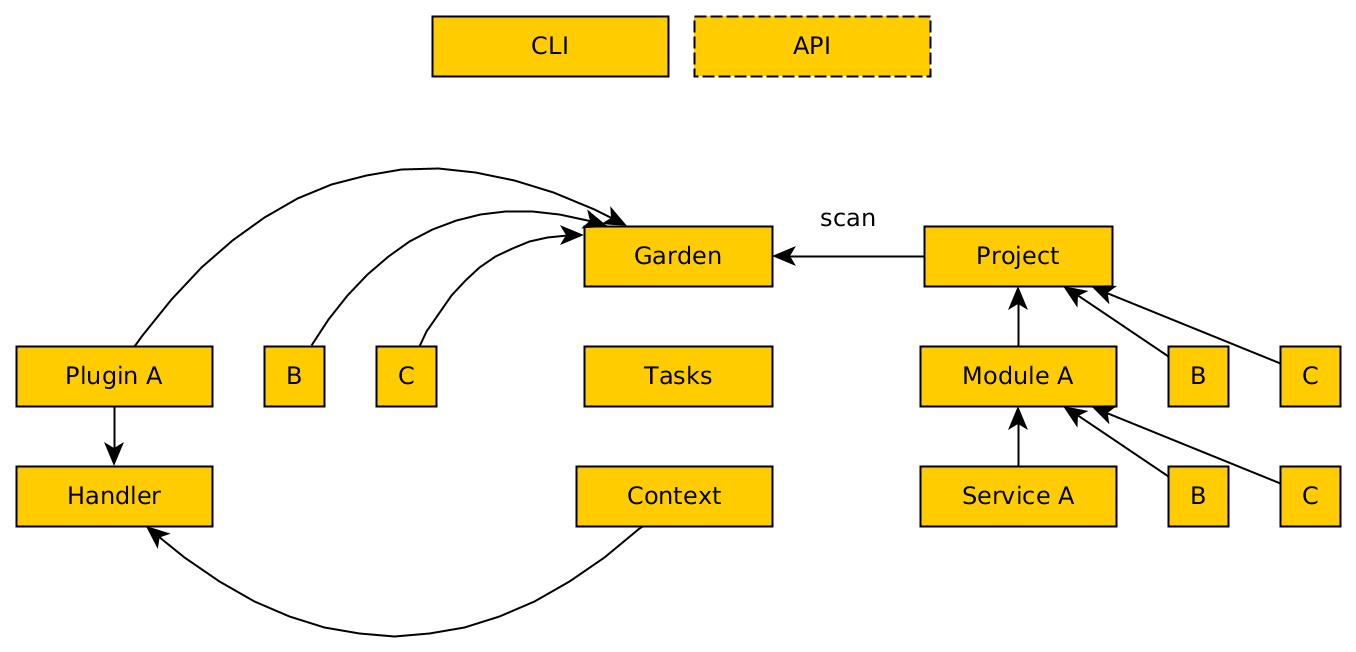 CLI
API
scan
Garden
Project
Plugin A
B
C
Tasks
Module A
B
C
Handler
Context
Service A
B
C